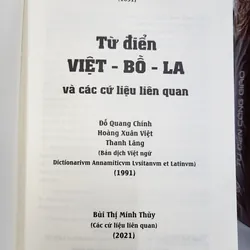 (1651)
Từ điển
VIỆT - BỒ - LA
và các cứ liệu liên quan
Đỗ Quang Chính
Hoàng Xuân Việt
Thanh Lãng
(Bản dịch Việt ngữ
Dictionarivm Annamiticvm Lvsitanvm et Latinvm)
(1991)
Bùi Thị Minh Thùy
(Các cứ liệu liên quan)
(2021)